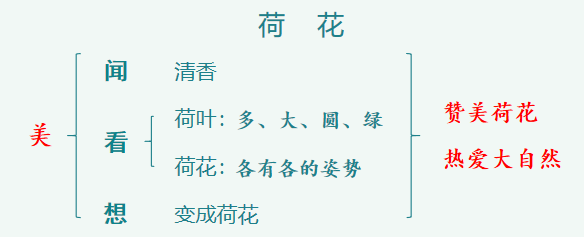 荷 花
闻 清香
荷叶：多、大、圆、绿
美 看
荷花：各有各的姿势
想 变成荷花
赞美荷花
热爱大自然